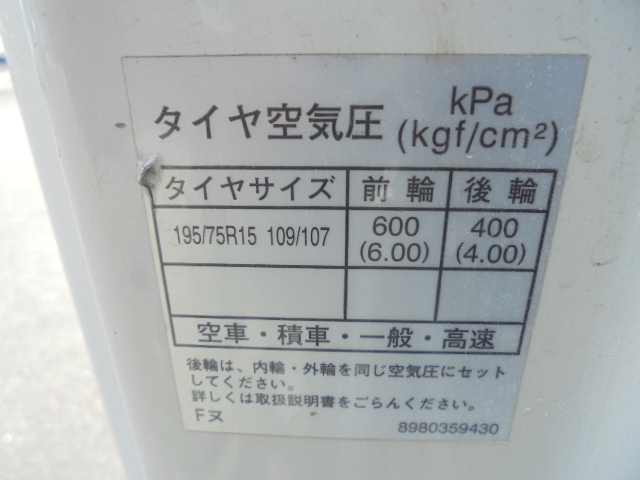 タイヤ空気圧 kPa
(kgf/cm²)
タイヤサイズ 前輪 後輪
195/75R15 109/107 600 400
(6.00) (4.00)
空車・積車・一般・高速
後輪は、内輪・外輪を同じ空気圧にセット
してください。
詳しくは取扱説明書をごらんください。
Fヌ 8980359430